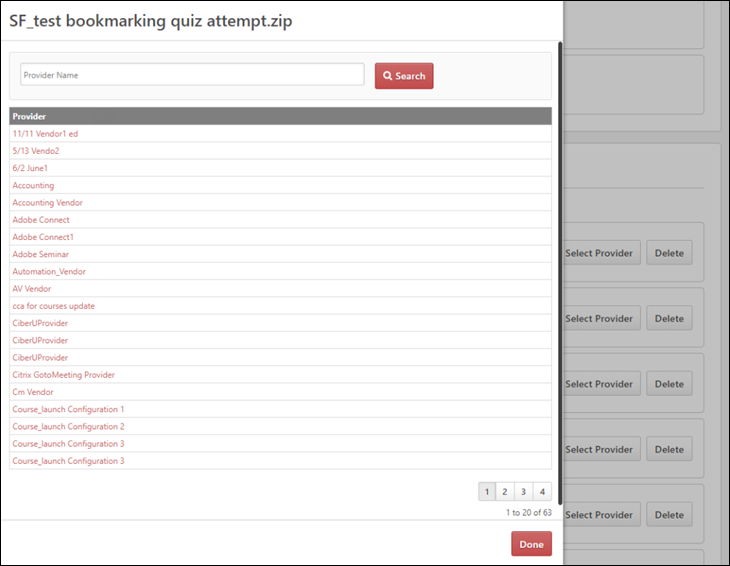 SF_test bookmarking quiz attempt.zip
Provider Name
Search
Provider
11/11 Vendor1 ed
5/13 Vendo2
6/2 June1
Accounting
Accounting Vendor
Adobe Connect
Adobe Connect1
Adobe Seminar
Automation_Vendor
AV Vendor
cca for courses update
CiberUProvider
CiberUProvider
CiberUProvider
Citrix GotoMeeting Provider
Cm Vendor
Course_launch Configuration 1
Course_launch Configuration 2
Course_launch Configuration 3
Course_launch Configuration 3
1 2 3 4
1 to 20 of 63
Done
Select Provider Delete
Select Provider Delete
Select Provider Delete
Select Provider Delete
Select Provider Delete